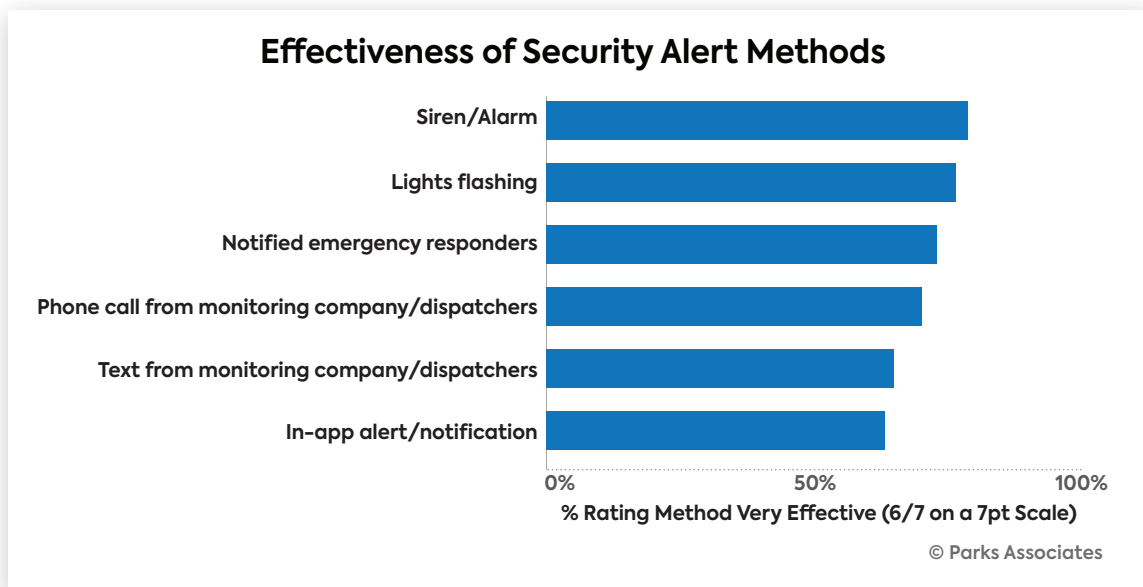 Effectiveness of Security Alert Methods
Siren/Alarm
Lights flashing
Notified emergency responders
Phone call from monitoring company/dispatchers
Text from monitoring company/dispatchers
In-app alert/notification
0% 50% 100%
% Rating Method Very Effective (6/7 on a 7pt Scale)
© Parks Associates